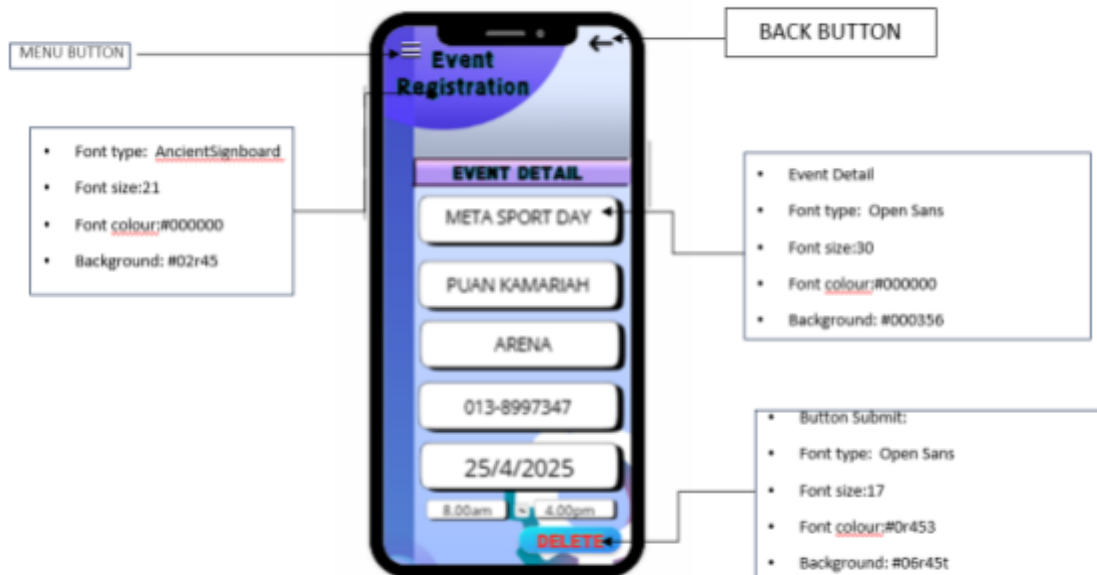 MENU BUTTON
BACK BUTTON
Event
Registration
Font type: AncientSignboard
Font size:21
Font colour:#000000
Background: #02r45
EVENT DETAIL
META SPORT DAY
PUAN KAMARIAH
ARENA
013-8997347
25/4/2025
8.00am ~ 4.00pm
DELETE
Event Detail
Font type: Open Sans
Font size:30
Font colour:#000000
Background: #000356
Button Submit:
Font type: Open Sans
Font size:17
Font colour:#0r453
Background: #06r45t